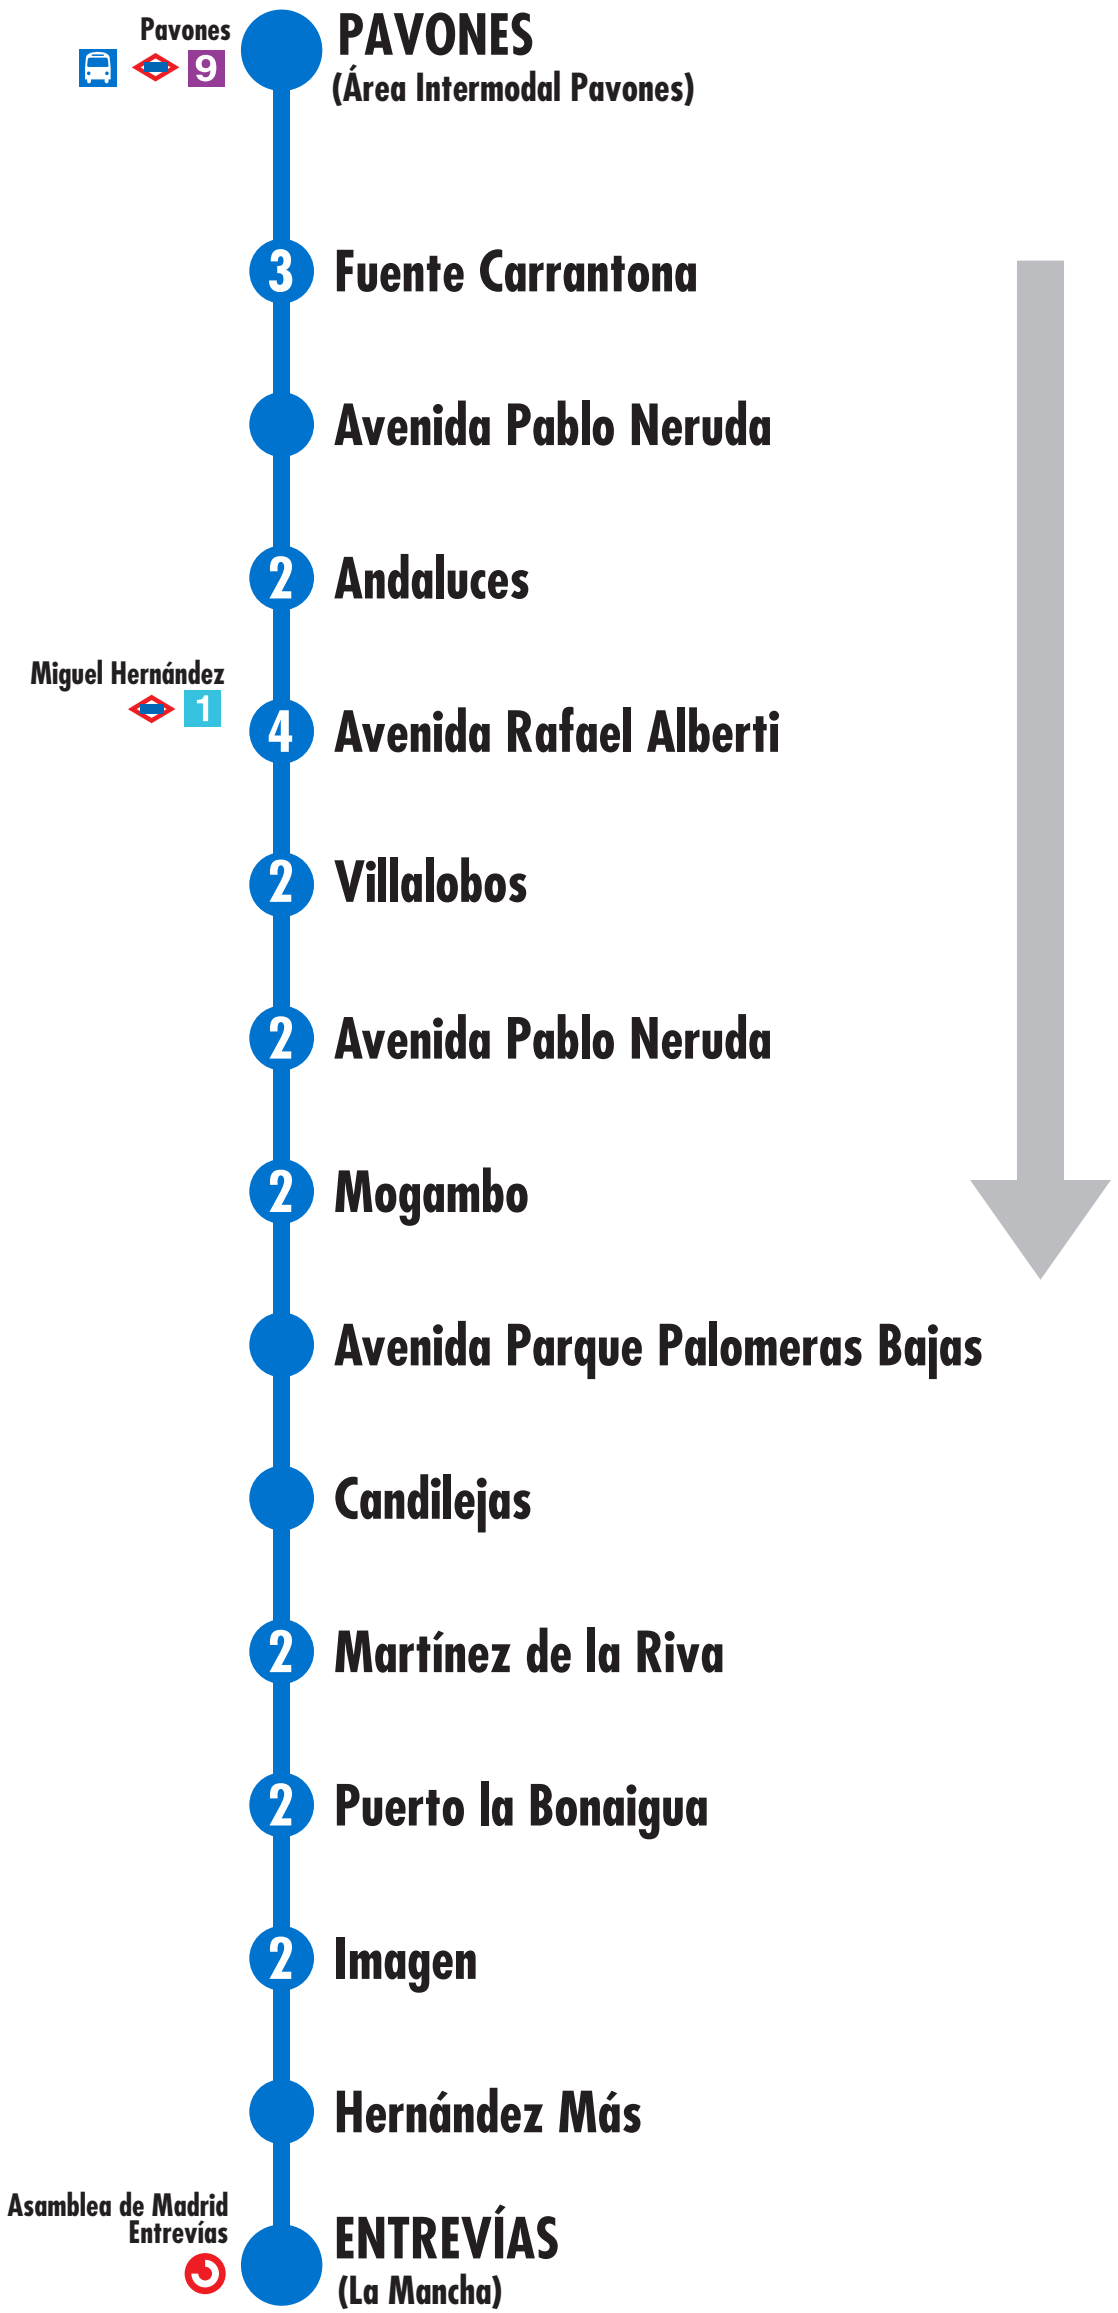 Pavones
9
PAVONES
(Área Intermodal Pavones)
3
Fuente Carrantona
Avenida Pablo Neruda
2
Andaluces
Miguel Hernández
1
4
Avenida Rafael Alberti
2
Villalobos
2
Avenida Pablo Neruda
2
Mogambo
Avenida Parque Palomeras Bajas
Candilejas
2
Martínez de la Riva
2
Puerto la Bonaigua
2
Imagen
Hernández Más
Asamblea de Madrid
Entrevías
ENTREVÍAS
(La Mancha)